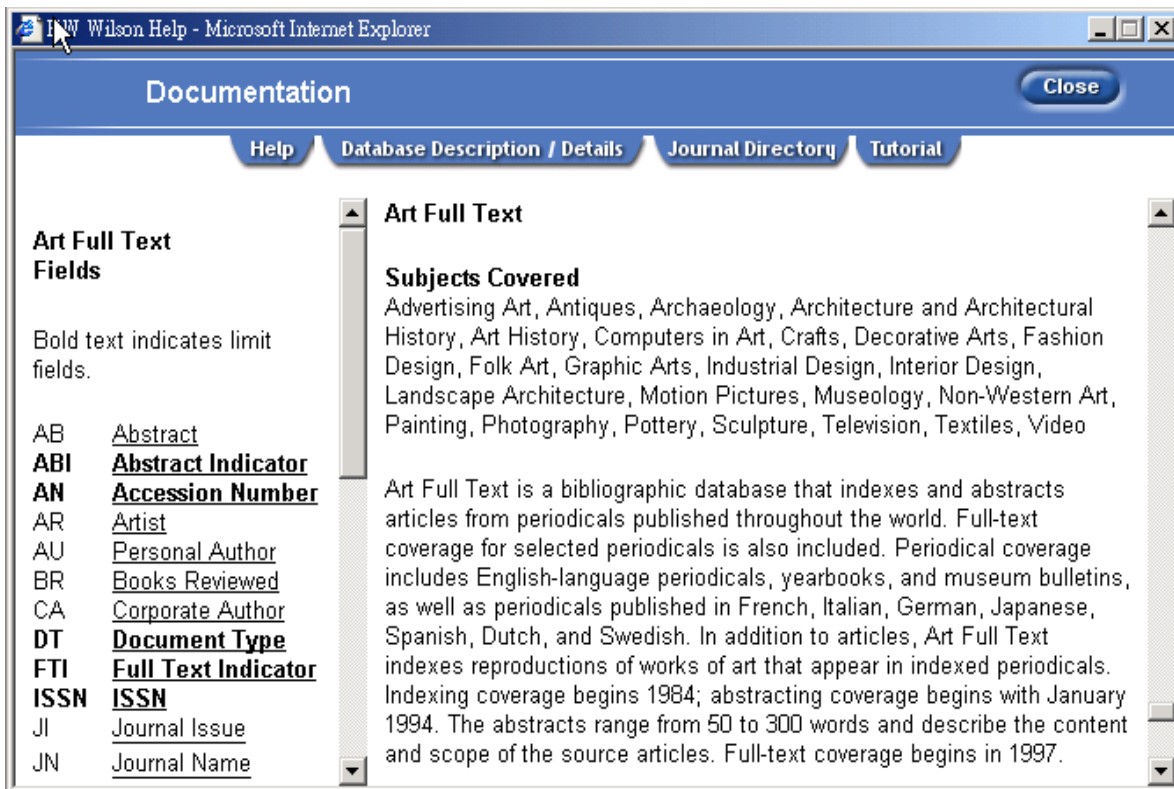 Wilson Help - Microsoft Internet Explorer
Documentation
Close
Help
Database Description / Details
Journal Directory
Tutorial
Art Full Text
Fields
Bold text indicates limit
fields.
AB Abstract
ABI Abstract Indicator
AN Accession Number
AR Artist
AU Personal Author
BR Books Reviewed
CA Corporate Author
DT Document Type
FTI Full Text Indicator
ISSN ISSN
JI Journal Issue
JN Journal Name
Art Full Text
Subjects Covered
Advertising Art, Antiques, Archaeology, Architecture and Architectural
History, Art History, Computers in Art, Crafts, Decorative Arts, Fashion
Design, Folk Art, Graphic Arts, Industrial Design, Interior Design,
Landscape Architecture, Motion Pictures, Museology, Non-Western Art,
Painting, Photography, Pottery, Sculpture, Television, Textiles, Video
Art Full Text is a bibliographic database that indexes and abstracts
articles from periodicals published throughout the world. Full-text
coverage for selected periodicals is also included. Periodical coverage
includes English-language periodicals, yearbooks, and museum bulletins,
as well as periodicals published in French, Italian, German, Japanese,
Spanish, Dutch, and Swedish. In addition to articles, Art Full Text
indexes reproductions of works of art that appear in indexed periodicals.
Indexing coverage begins 1984; abstracting coverage begins with January
1994. The abstracts range from 50 to 300 words and describe the content
and scope of the source articles. Full-text coverage begins in 1997.